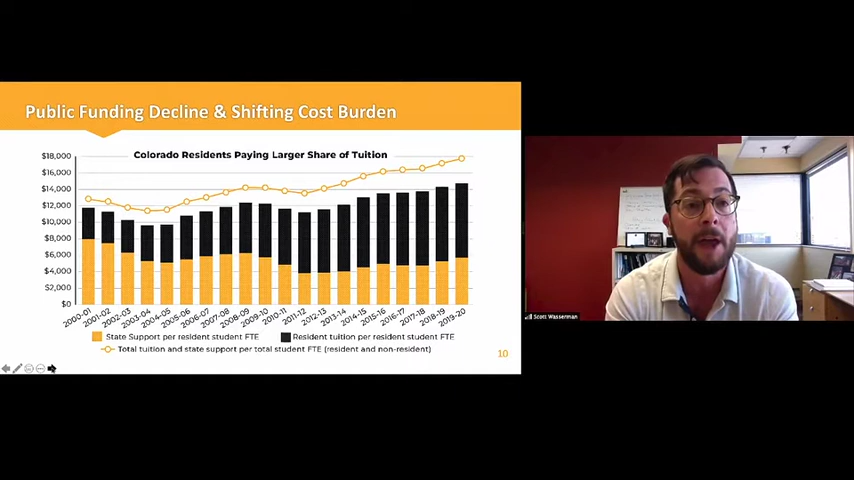 Public Funding Decline & Shifting Cost Burden
Colorado Residents Paying Larger Share of Tuition
$18,000
$16,000
$14,000
$12,000
$10,000
$8,000
$6,000
$4,000
$2,000
$0
2000-01 2001-02 2002-03 2003-04 2004-05 2005-06 2006-07 2007-08 2008-09 2009-10 2010-11 2011-12 2012-13 2013-14 2014-15 2015-16 2016-17 2017-18 2018-19 2019-20
State Support per resident student FTE Resident tuition per resident student FTE
Total tuition and state support per total student FTE (resident and non-resident)
10
Scott Wasserman